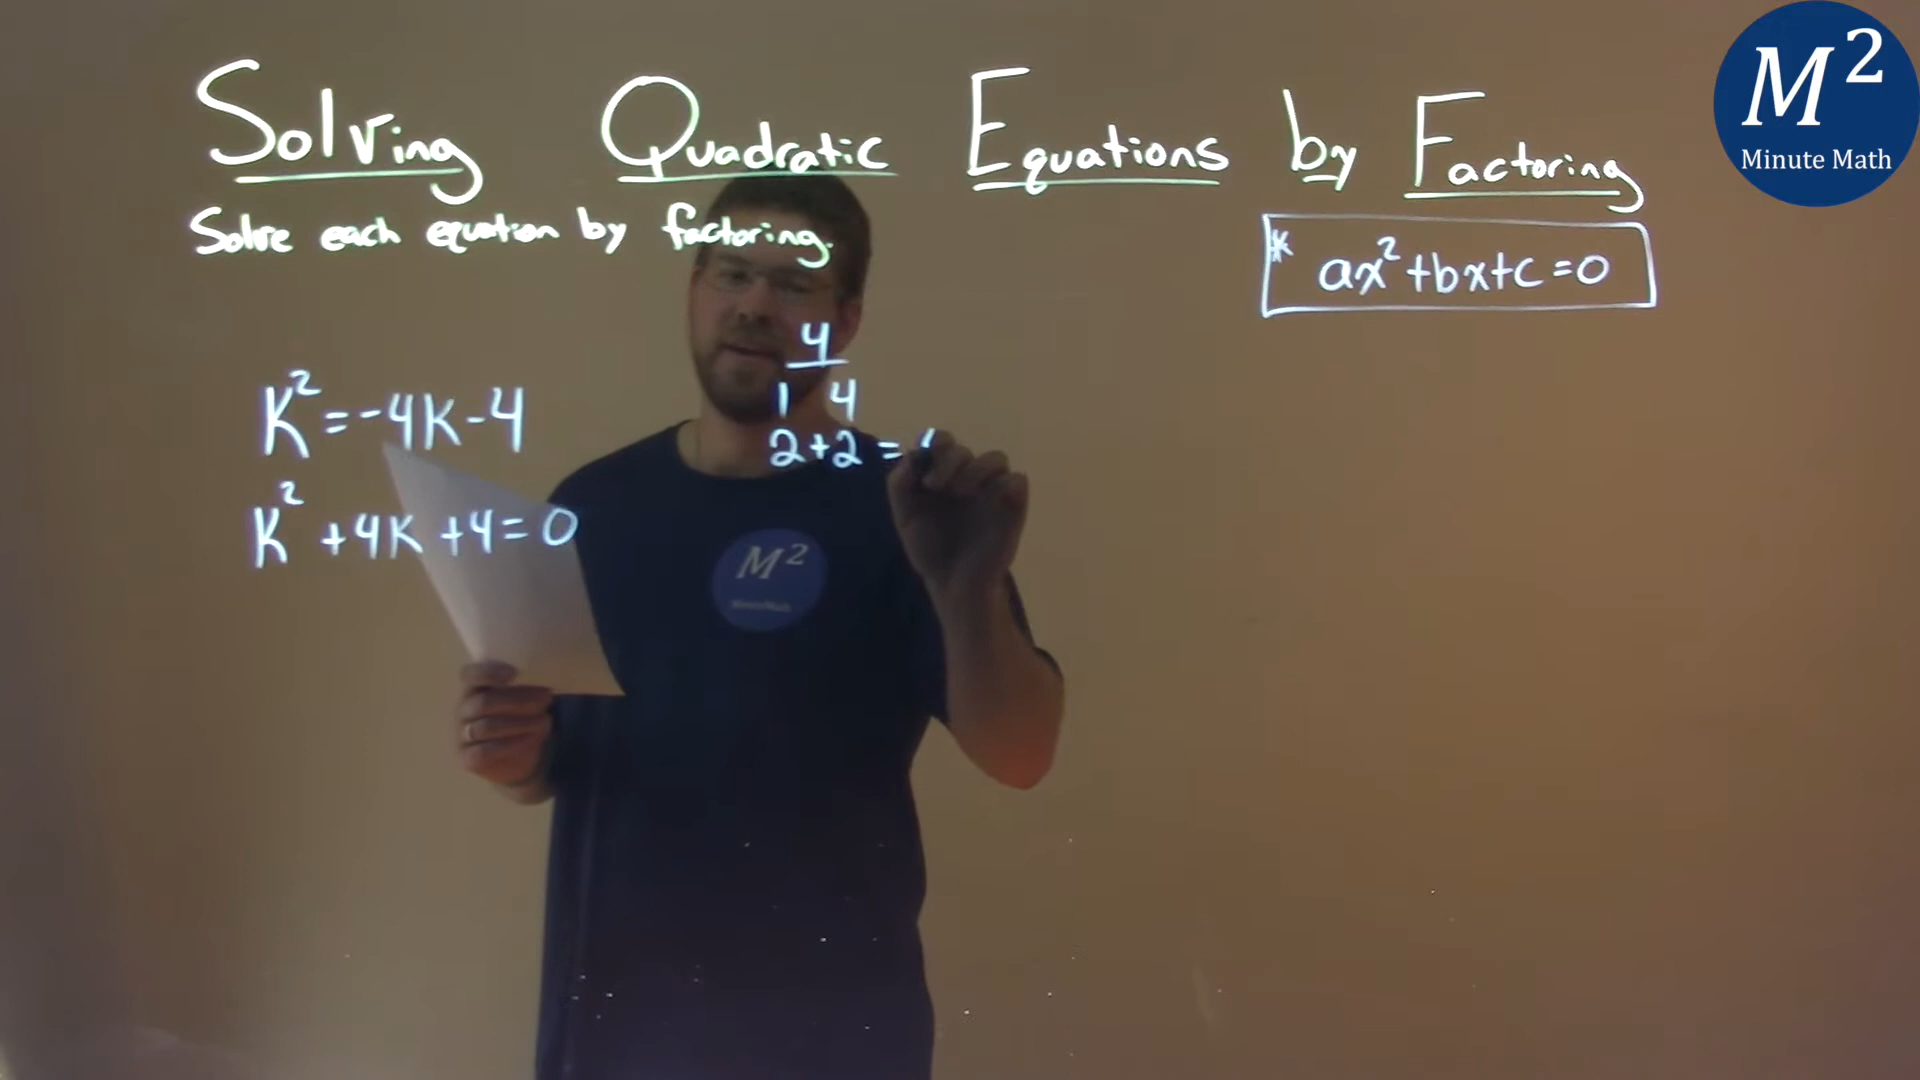 Solving Quadratic Equations by Factoring
Solve each equation by factoring.
* ax²+bx+c=0
K²=-4K-4
K²+4K+4=0
4
1 4
2+2=
M²
Minute Math
M²
MinuteMath